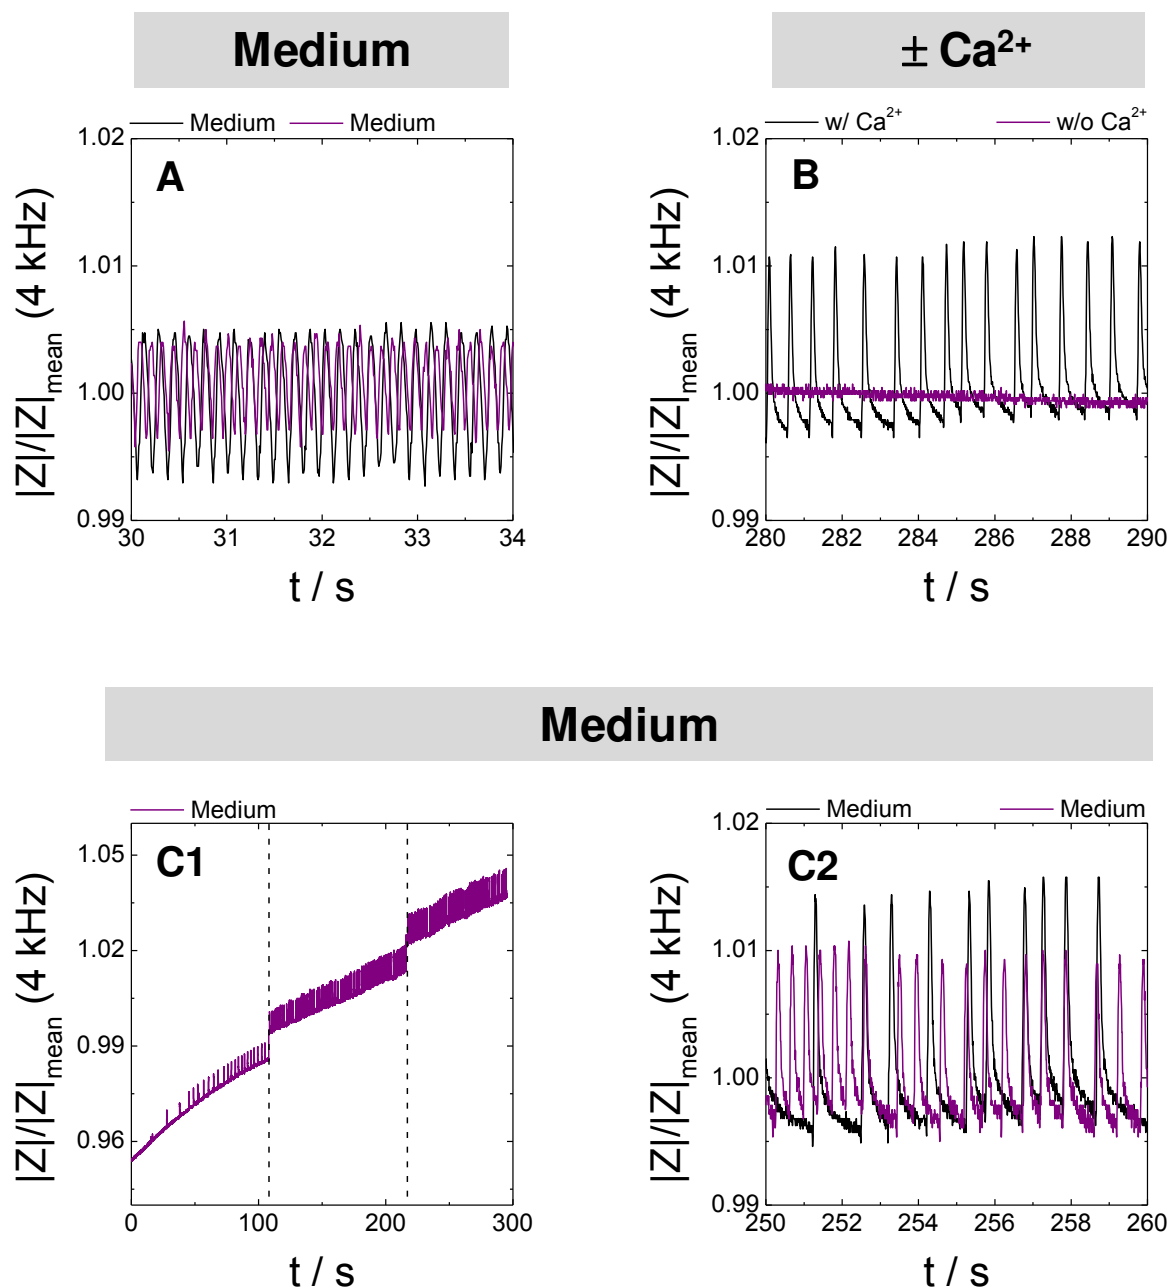 Medium
± Ca²⁺
Medium Medium
1.02
A
1.01
1.00
0.99
|Z|/|Z|mean (4 kHz)
30 31 32 33 34
t / s
w/ Ca²⁺ w/o Ca²⁺
1.02
B
1.01
1.00
0.99
|Z|/|Z|mean (4 kHz)
280 282 284 286 288 290
t / s
Medium
Medium
C1
1.05
1.02
0.99
0.96
|Z|/|Z|mean (4 kHz)
0 100 200 300
t / s
Medium Medium
1.02
C2
1.01
1.00
0.99
|Z|/|Z|mean (4 kHz)
250 252 254 256 258 260
t / s